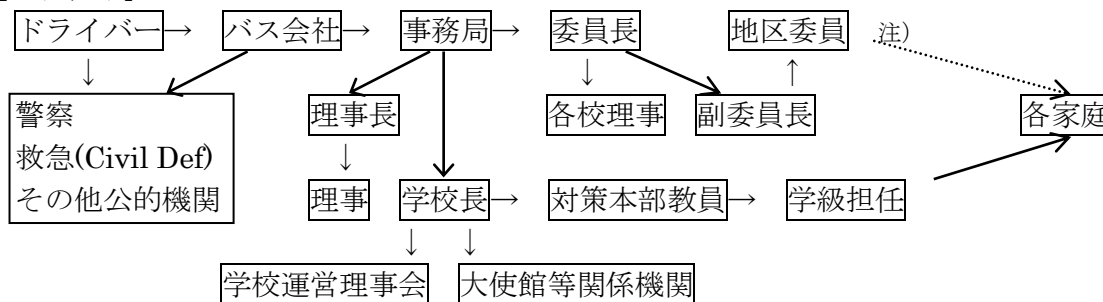 ドライバー→ バス会社→ 事務局→ 委員長 地区委員 注)
↓ ↓ ↑
警察 理事長 各校理事 副委員長 各家庭
救急(Civil Def) ↓
その他公的機関 理事 学校長→ 対策本部教員→ 学級担任
↓ ↓
学校運営理事会 大使館等関係機関